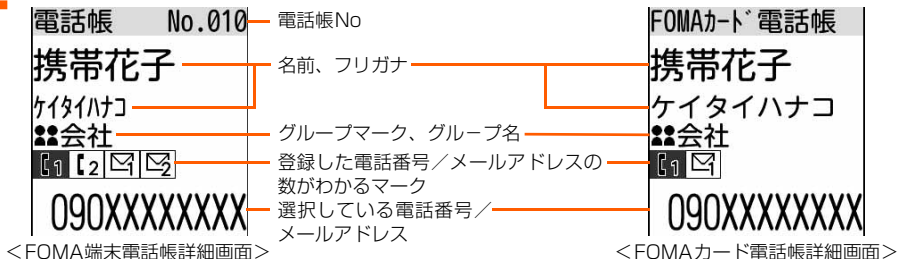 電話帳 No.010
携帯花子
ｹｲﾀｲﾊﾅｺ
会社
1 2 1 2
090XXXXXXXX
<FOMA端末電話帳詳細画面>
電話帳No
名前、フリガナ
グループマーク、グループ名
登録した電話番号／メールアドレスの
数がわかるマーク
選択している電話番号／
メールアドレス
FOMAｶｰﾄﾞ電話帳
携帯花子
ケイタイハナコ
会社
1 1
090XXXXXXXX
<FOMAカード電話帳詳細画面>